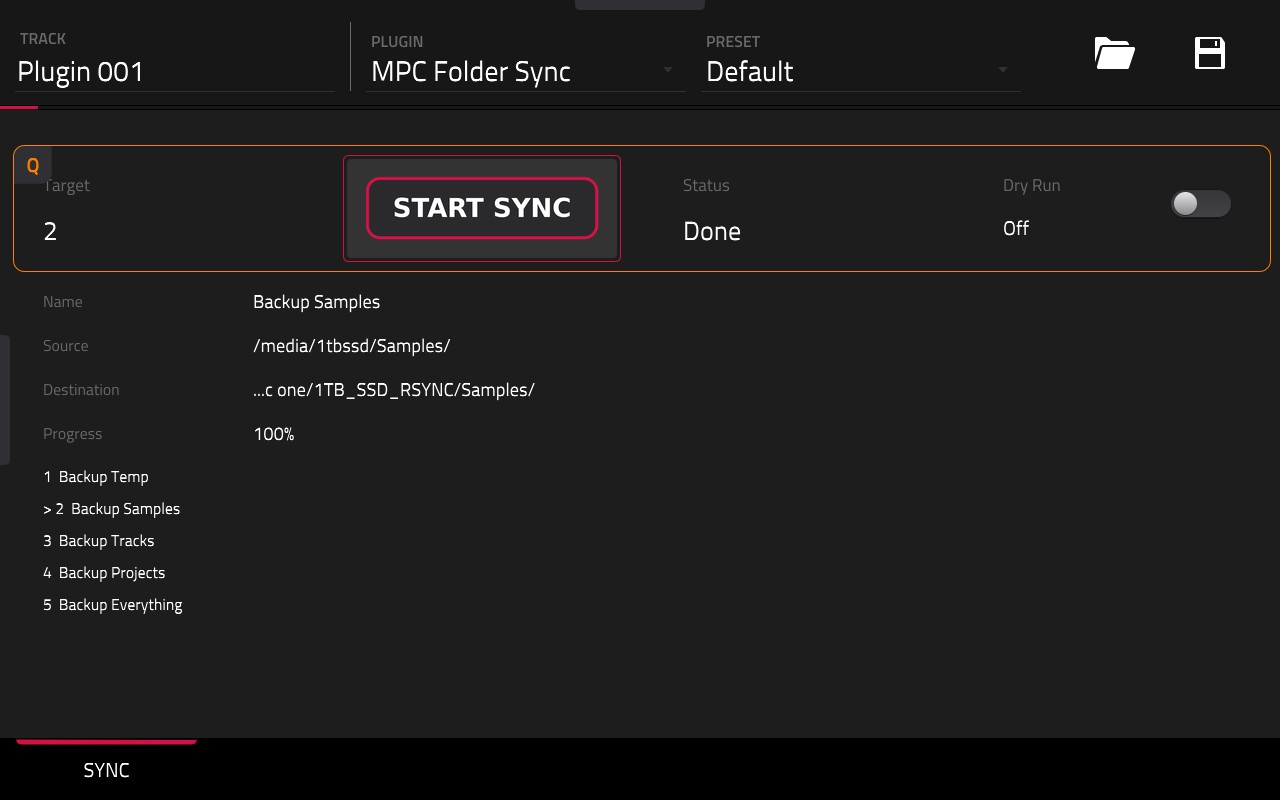 TRACK
Plugin 001
PLUGIN
MPC Folder Sync
PRESET
Default
Q
Target
2
START SYNC
Status
Done
Dry Run
Off
Name
Backup Samples
Source
/media/1tbssd/Samples/
Destination
...c one/1TB_SSD_RSYNC/Samples/
Progress
100%
1 Backup Temp
> 2 Backup Samples
3 Backup Tracks
4 Backup Projects
5 Backup Everything
SYNC